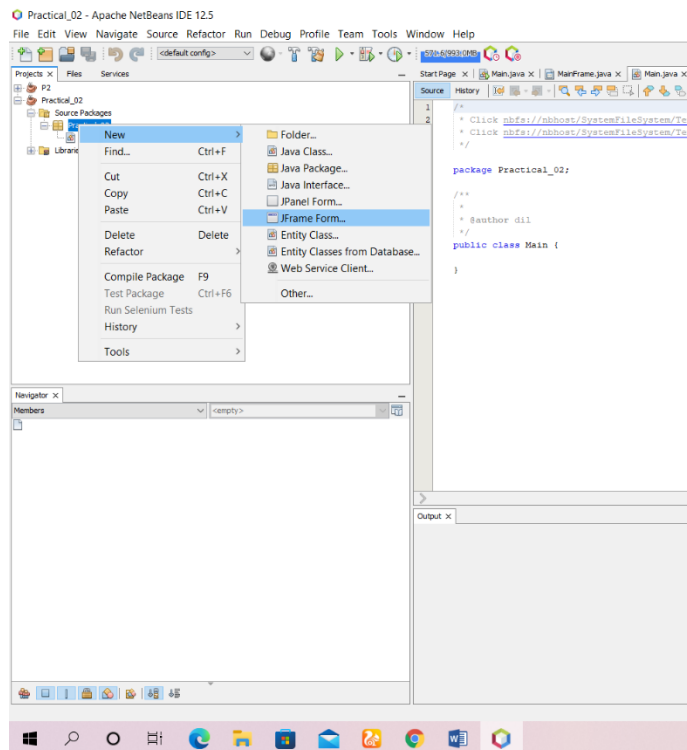 Practical_02 - Apache NetBeans IDE 12.5
File Edit View Navigate Source Refactor Run Debug Profile Team Tools Window Help
<default config>
Projects Files Services
Start Page Main.java MainFrame.java Main.java
P2
Practical_02
Source Packages
Librarie
Source History
New
Find... Ctrl+F
Cut Ctrl+X
Copy Ctrl+C
Paste Ctrl+V
Delete Delete
Refactor
Compile Package F9
Test Package Ctrl+F6
Run Selenium Tests
History
Tools
Folder...
Java Class...
Java Package...
Java Interface...
JPanel Form...
JFrame Form...
Entity Class...
Entity Classes from Database...
Web Service Client...
Other...
1 /*
2 * Click nbfs://nbhost/SystemFileSystem/Te
* Click nbfs://nbhost/SystemFileSystem/Te
*/
package Practical_02;
/**
*
* @author dil
*/
public class Main {
}
Navigator
Members <empty>
Output